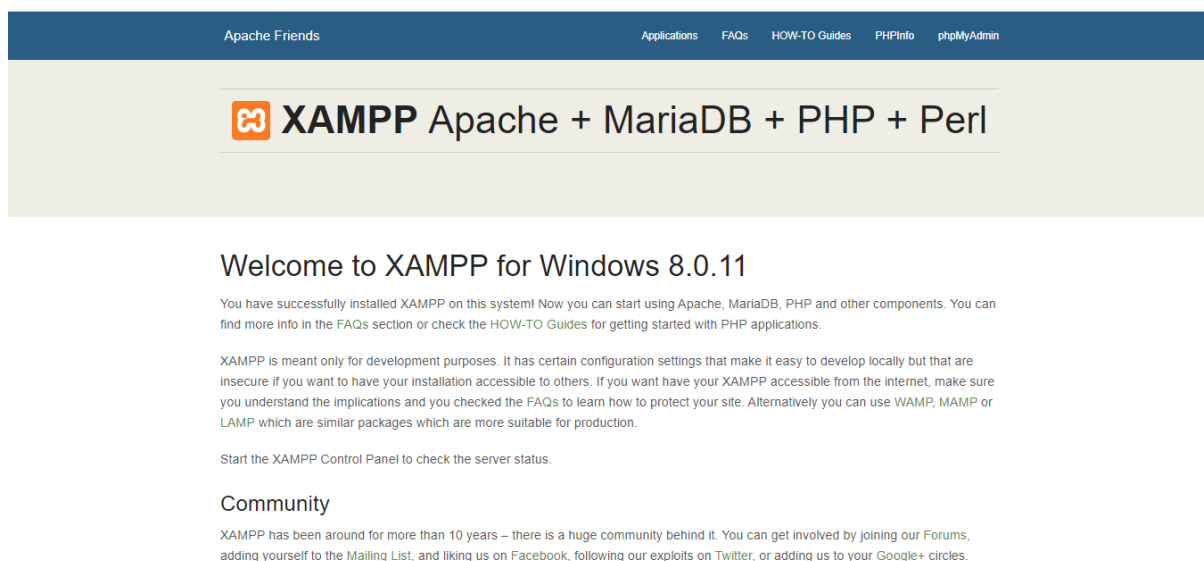 Apache Friends
Applications FAQs HOW-TO Guides PHPInfo phpMyAdmin
XAMPP Apache + MariaDB + PHP + Perl
Welcome to XAMPP for Windows 8.0.11
You have successfully installed XAMPP on this system! Now you can start using Apache, MariaDB, PHP and other components. You can
find more info in the FAQs section or check the HOW-TO Guides for getting started with PHP applications.
XAMPP is meant only for development purposes. It has certain configuration settings that make it easy to develop locally but that are
insecure if you want to have your installation accessible to others. If you want have your XAMPP accessible from the internet, make sure
you understand the implications and you checked the FAQs to learn how to protect your site. Alternatively you can use WAMP, MAMP or
LAMP which are similar packages which are more suitable for production.
Start the XAMPP Control Panel to check the server status.
Community
XAMPP has been around for more than 10 years – there is a huge community behind it. You can get involved by joining our Forums,
adding yourself to the Mailing List, and liking us on Facebook, following our exploits on Twitter, or adding us to your Google+ circles.